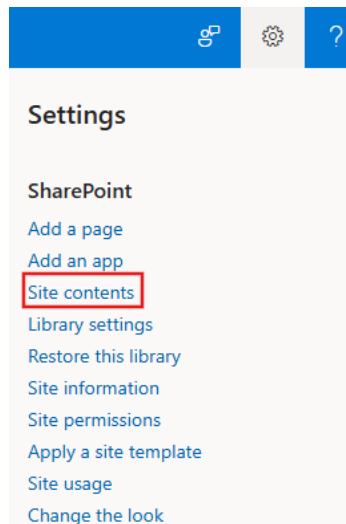 ?
Settings
SharePoint
Add a page
Add an app
Site contents
Library settings
Restore this library
Site information
Site permissions
Apply a site template
Site usage
Change the look